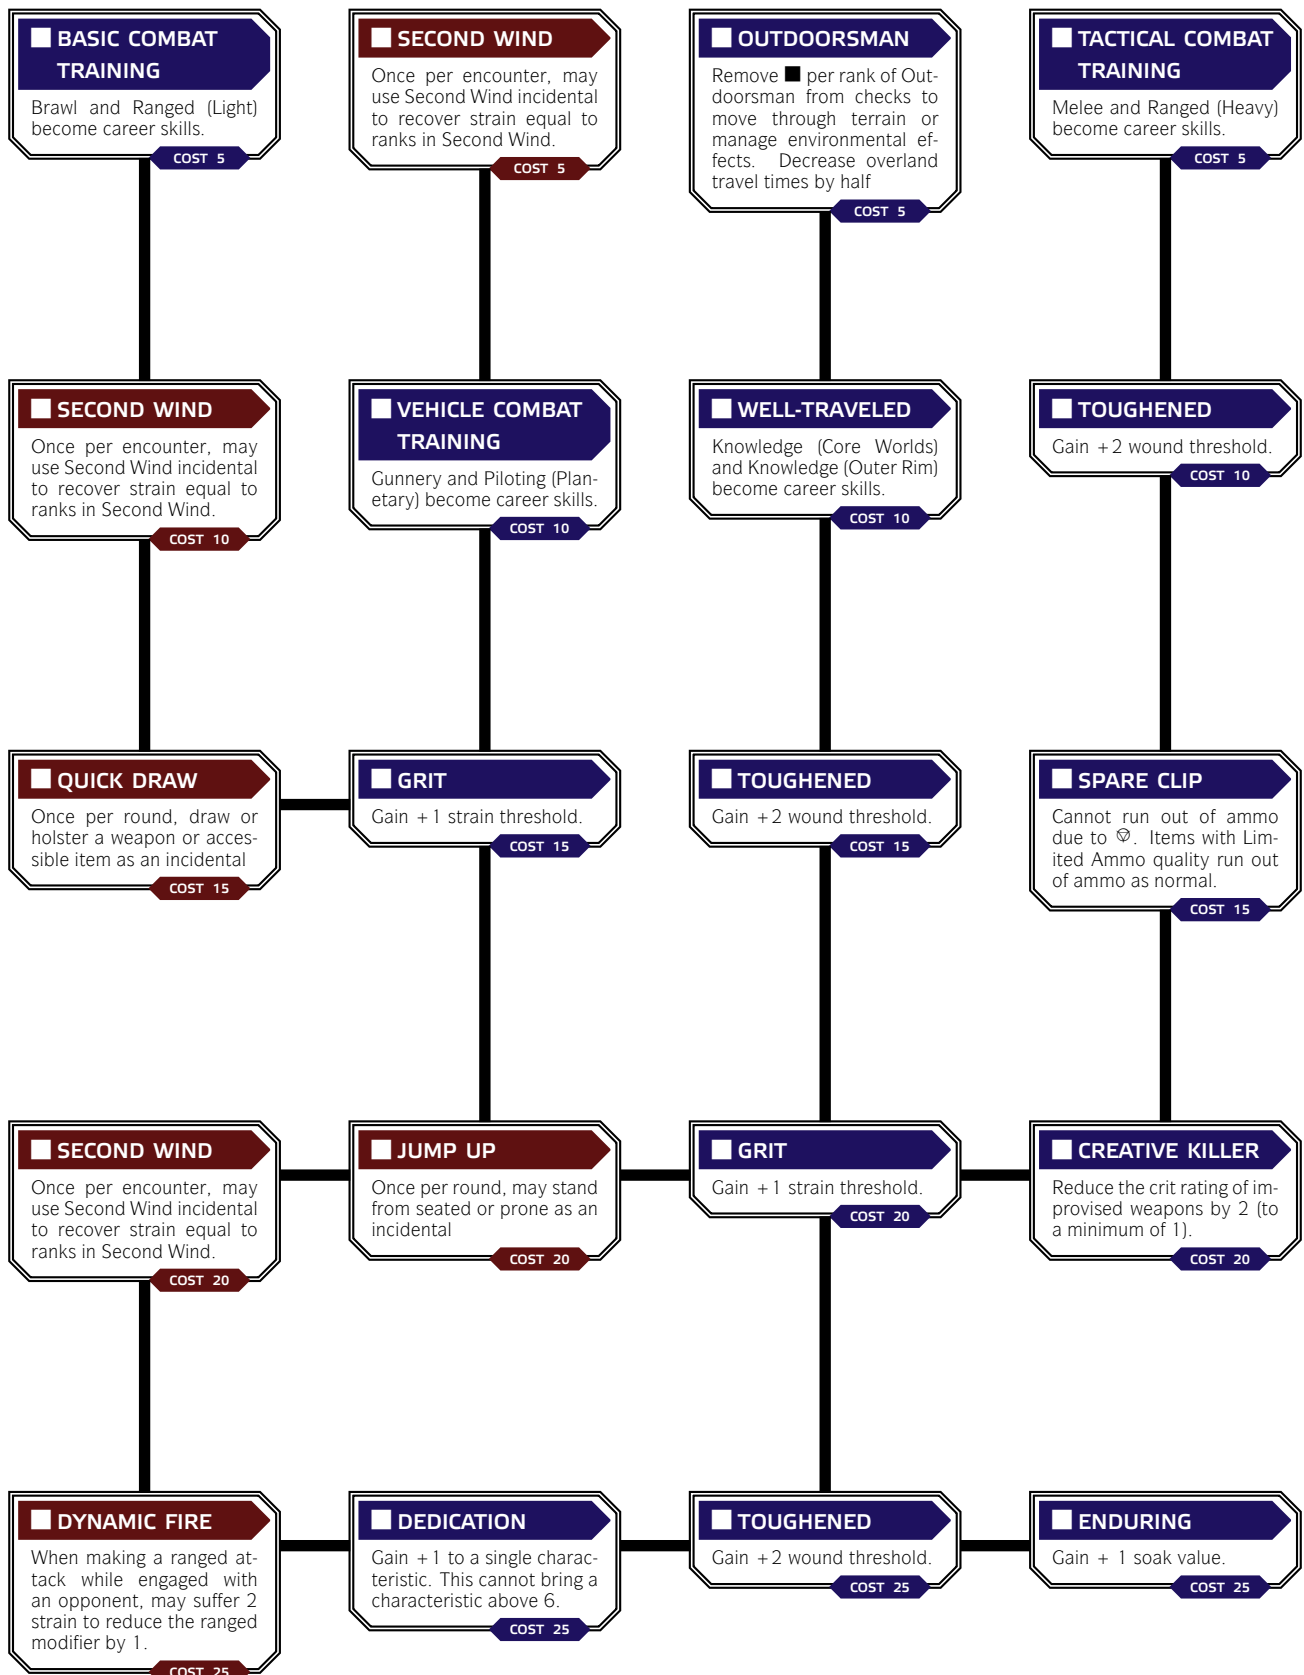 BASIC COMBAT
TRAINING
Brawl and Ranged (Light)
become career skills.
COST 5
SECOND WIND
Once per encounter, may
use Second Wind incidental
to recover strain equal to
ranks in Second Wind.
COST 5
OUTDOORSMAN
Remove ■ per rank of Out-
doorsman from checks to
move through terrain or
manage environmental ef-
fects. Decrease overland
travel times by half
COST 5
TACTICAL COMBAT
TRAINING
Melee and Ranged (Heavy)
become career skills.
COST 5
SECOND WIND
Once per encounter, may
use Second Wind incidental
to recover strain equal to
ranks in Second Wind.
COST 10
VEHICLE COMBAT
TRAINING
Gunnery and Piloting (Plan-
etary) become career skills.
COST 10
WELL-TRAVELED
Knowledge (Core Worlds)
and Knowledge (Outer Rim)
become career skills.
COST 10
TOUGHENED
Gain +2 wound threshold.
COST 10
QUICK DRAW
Once per round, draw or
holster a weapon or acces-
sible item as an incidental
COST 15
GRIT
Gain +1 strain threshold.
COST 15
TOUGHENED
Gain +2 wound threshold.
COST 15
SPARE CLIP
Cannot run out of ammo
due to . Items with Lim-
ited Ammo quality run out
of ammo as normal.
COST 15
SECOND WIND
Once per encounter, may
use Second Wind incidental
to recover strain equal to
ranks in Second Wind.
COST 20
JUMP UP
Once per round, may stand
from seated or prone as an
incidental
COST 20
GRIT
Gain +1 strain threshold.
COST 20
CREATIVE KILLER
Reduce the crit rating of im-
provised weapons by 2 (to
a minimum of 1).
COST 20
DYNAMIC FIRE
When making a ranged at-
tack while engaged with
an opponent, may suffer 2
strain to reduce the ranged
modifier by 1.
COST 25
DEDICATION
Gain +1 to a single charac-
teristic. This cannot bring a
characteristic above 6.
COST 25
TOUGHENED
Gain +2 wound threshold.
COST 25
ENDURING
Gain + 1 soak value.
COST 25